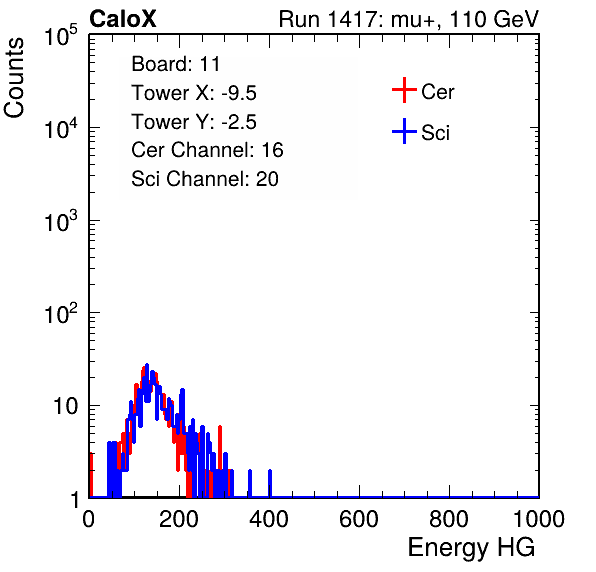 CaloX Run 1417: mu+, 110 GeV
Counts
Board: 11
Tower X: -9.5
Tower Y: -2.5
Cer Channel: 16
Sci Channel: 20
Cer
Sci
10^5
10^4
10^3
10^2
10
1
0 200 400 600 800 1000
Energy HG